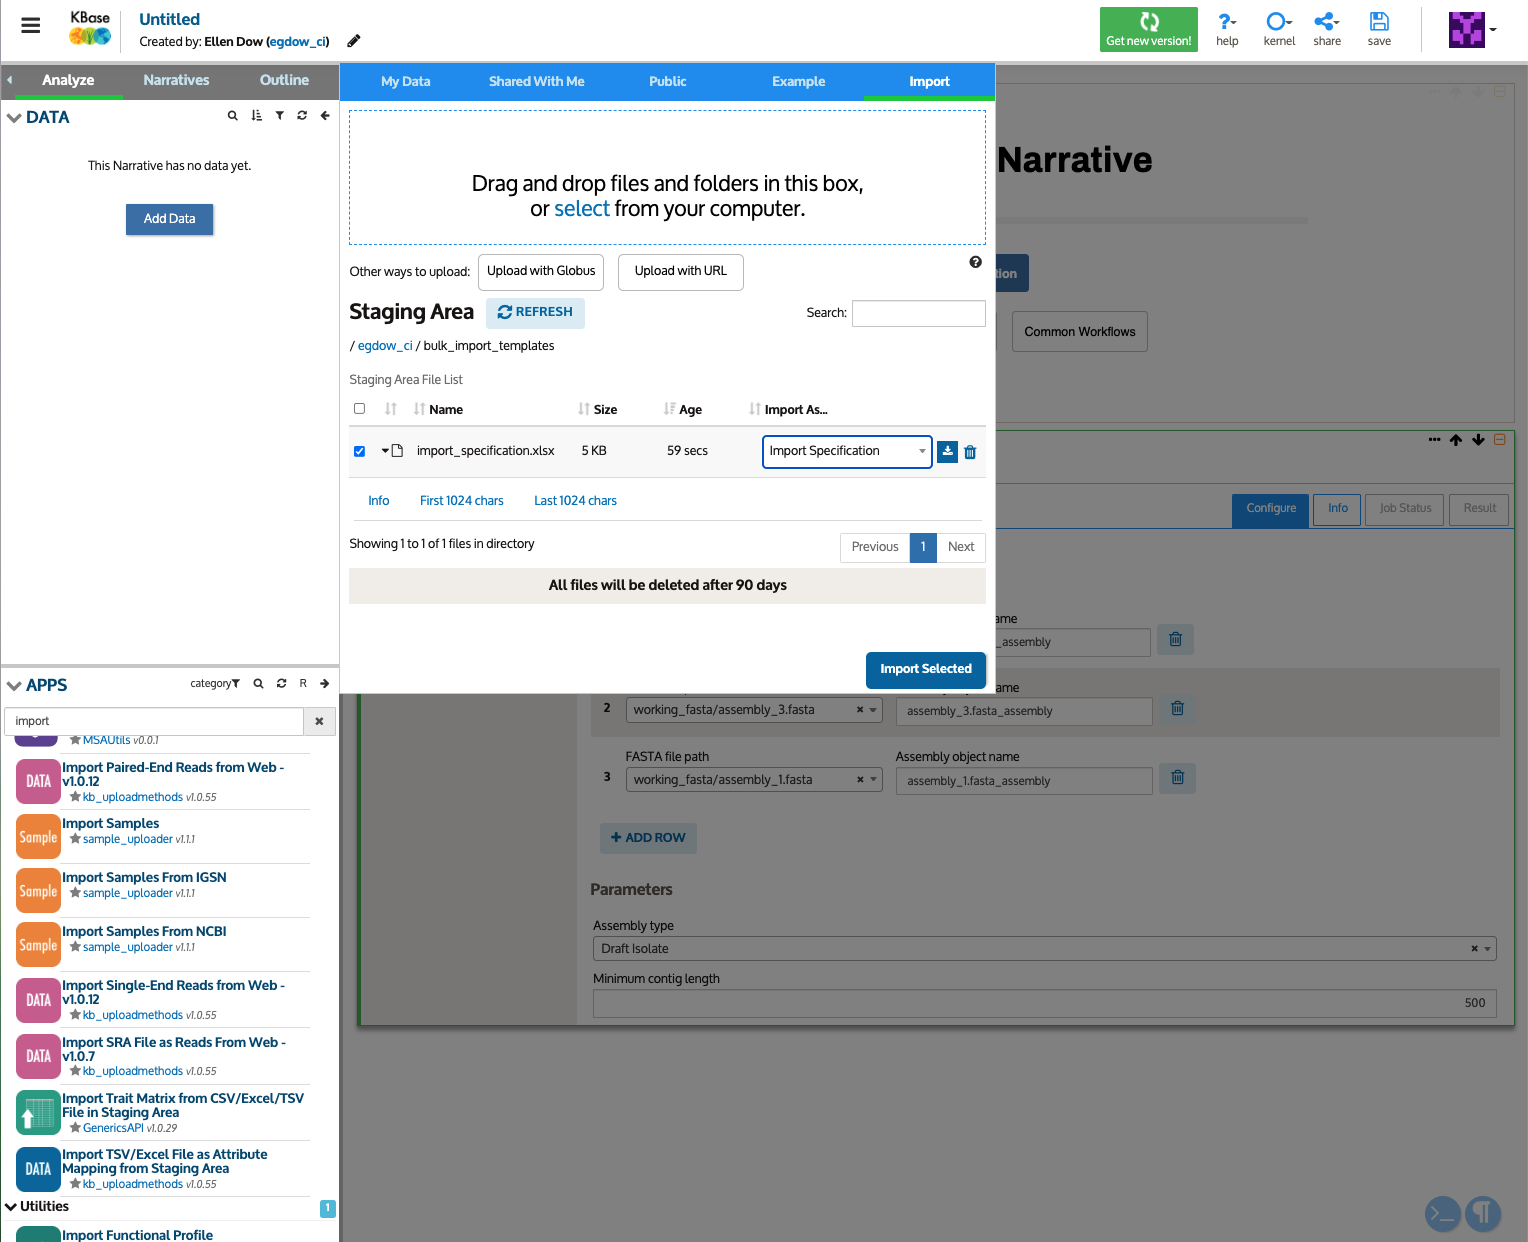 KBase
Untitled
Created by: Ellen Dow (egdow_ci)
Get new version!
help
kernel
share
save
Analyze
Narratives
Outline
My Data
Shared With Me
Public
Example
Import
DATA
This Narrative has no data yet.
Add Data
Drag and drop files and folders in this box,
or select from your computer.
Narrative
Other ways to upload:
Upload with Globus
Upload with URL
tion
Staging Area
REFRESH
Search:
Common Workflows
/ egdow_ci / bulk_import_templates
Staging Area File List
Name
Size
Age
Import As...
import_specification.xlsx
5 KB
59 secs
Import Specification
Info
First 1024 chars
Last 1024 chars
Configure
Info
Job Status
Result
Showing 1 to 1 of 1 files in directory
Previous
1
Next
All files will be deleted after 90 days
ame
_assembly
Import Selected
APPS
category
R
ame
2
working_fasta/assembly_3.fasta
assembly_3.fasta_assembly
import
MSAUtils v0.0.1
DATA
Import Paired-End Reads from Web -
v1.0.12
kb_uploadmethods v1.0.55
FASTA file path
Assembly object name
3
working_fasta/assembly_1.fasta
assembly_1.fasta_assembly
ADD ROW
Sample
Import Samples
sample_uploader v1.1.1
Sample
Import Samples From IGSN
sample_uploader v1.1.1
Parameters
Assembly type
Draft Isolate
Sample
Import Samples From NCBI
sample_uploader v1.1.1
Minimum contig length
500
DATA
Import Single-End Reads from Web -
v1.0.12
kb_uploadmethods v1.0.55
DATA
Import SRA File as Reads From Web -
v1.0.7
kb_uploadmethods v1.0.55
Import Trait Matrix from CSV/Excel/TSV
File in Staging Area
GenericsAPI v1.0.29
DATA
Import TSV/Excel File as Attribute
Mapping from Staging Area
kb_uploadmethods v1.0.55
Utilities
1
Import Functional Profile